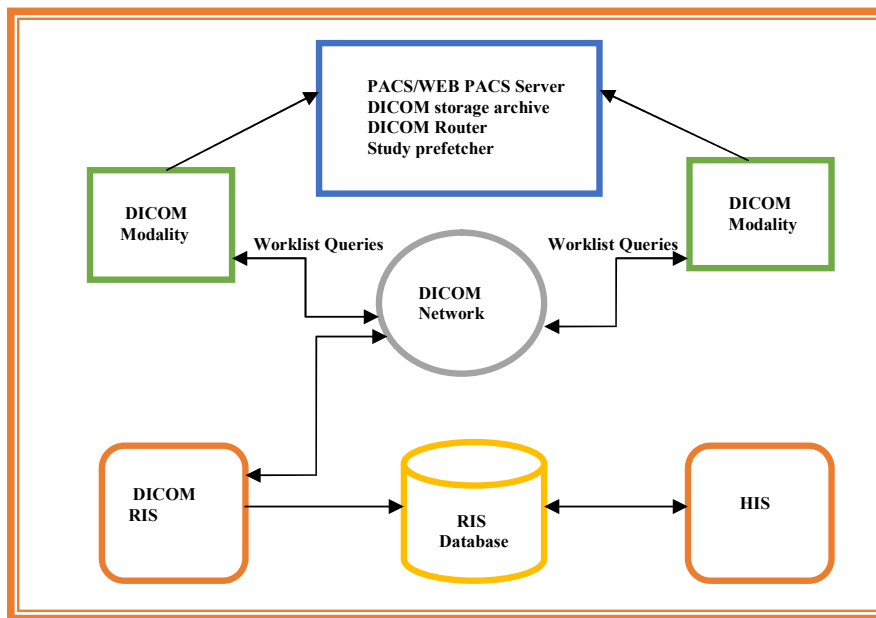 PACS/WEB PACS Server
DICOM storage archive
DICOM Router
Study prefetcher
DICOM
Modality
DICOM
Modality
Worklist Queries
Worklist Queries
DICOM
Network
DICOM
RIS
RIS
Database
HIS